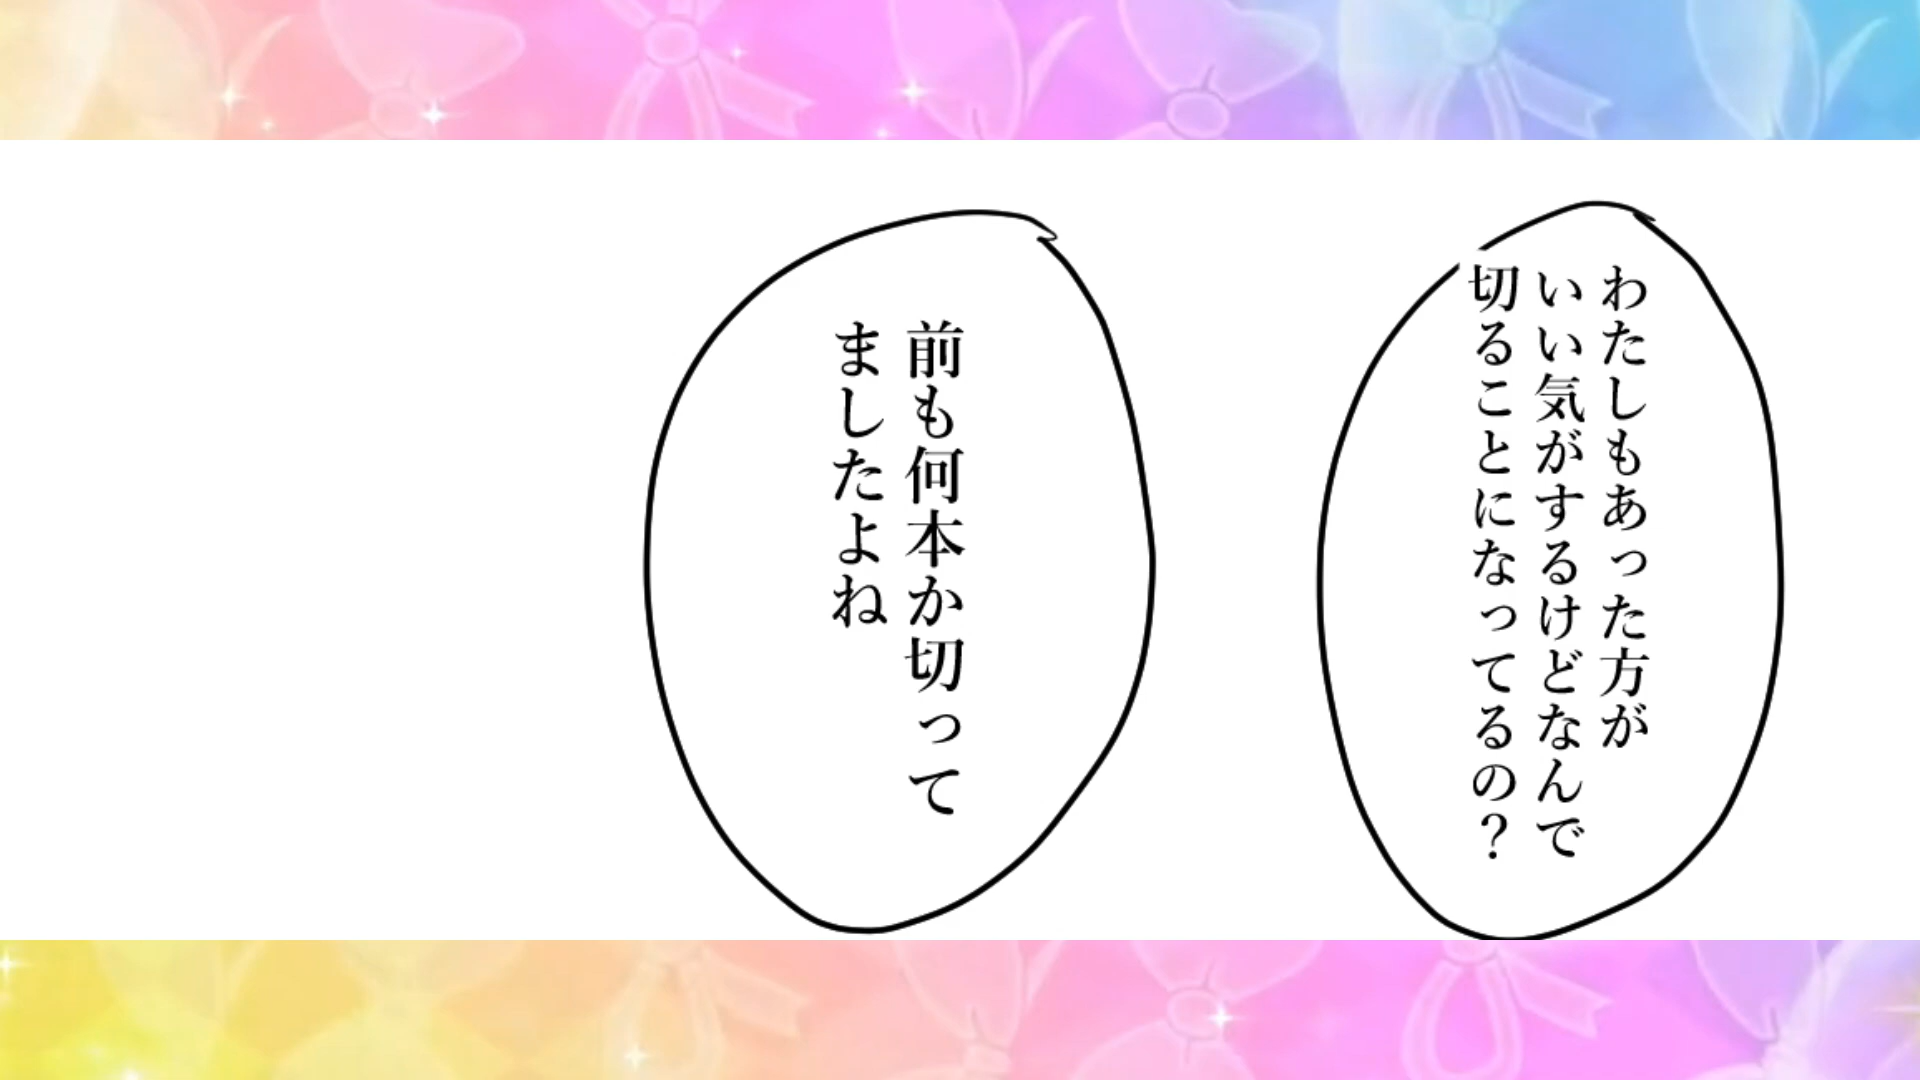 わたしもあった方が
いい気がするけどなんで
切ることになってるの？
前も何本か切って
ましたよね